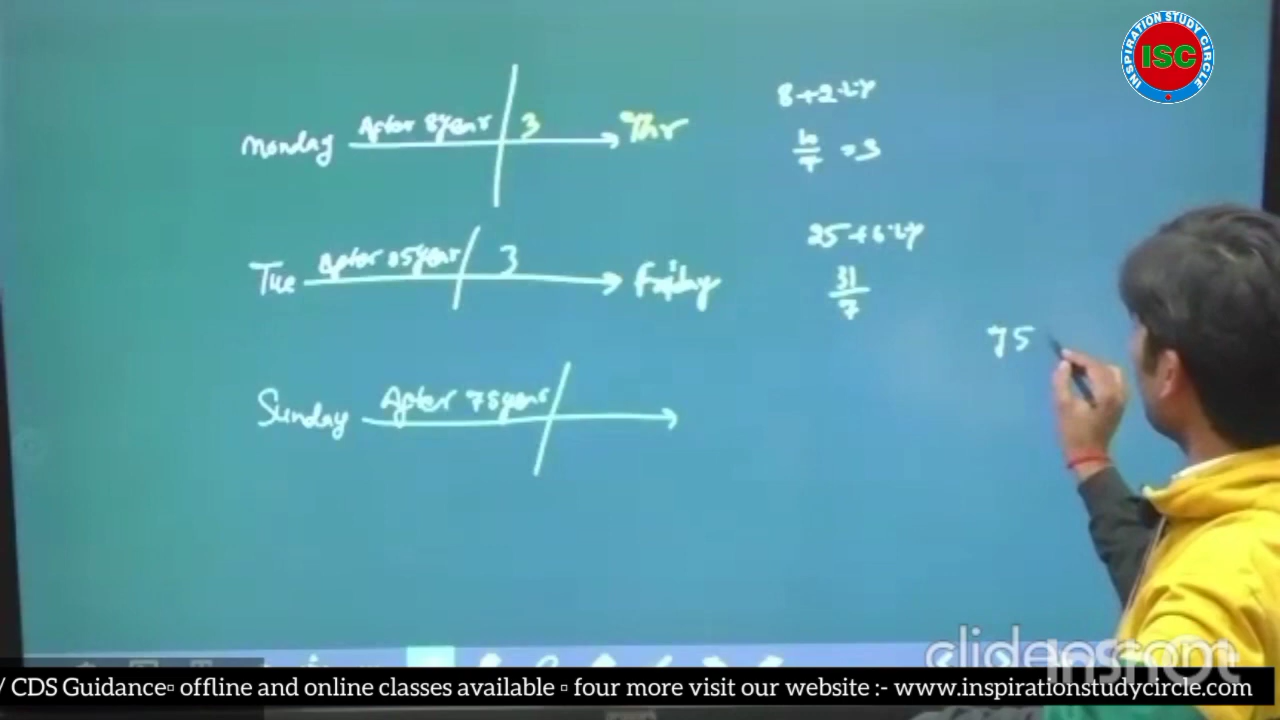 INSPIRATION STUDY CIRCLE
ISC
Monday After 8 year 3 Thr
8+2 L.y
10/7 = 3
Tue After 25 year 3 Friday
25+6 L.y
31/7
75
Sunday After 75 year
/ CDS Guidance▫ offline and online classes available ▫ four more visit our website :- www.inspirationstudycircle.com